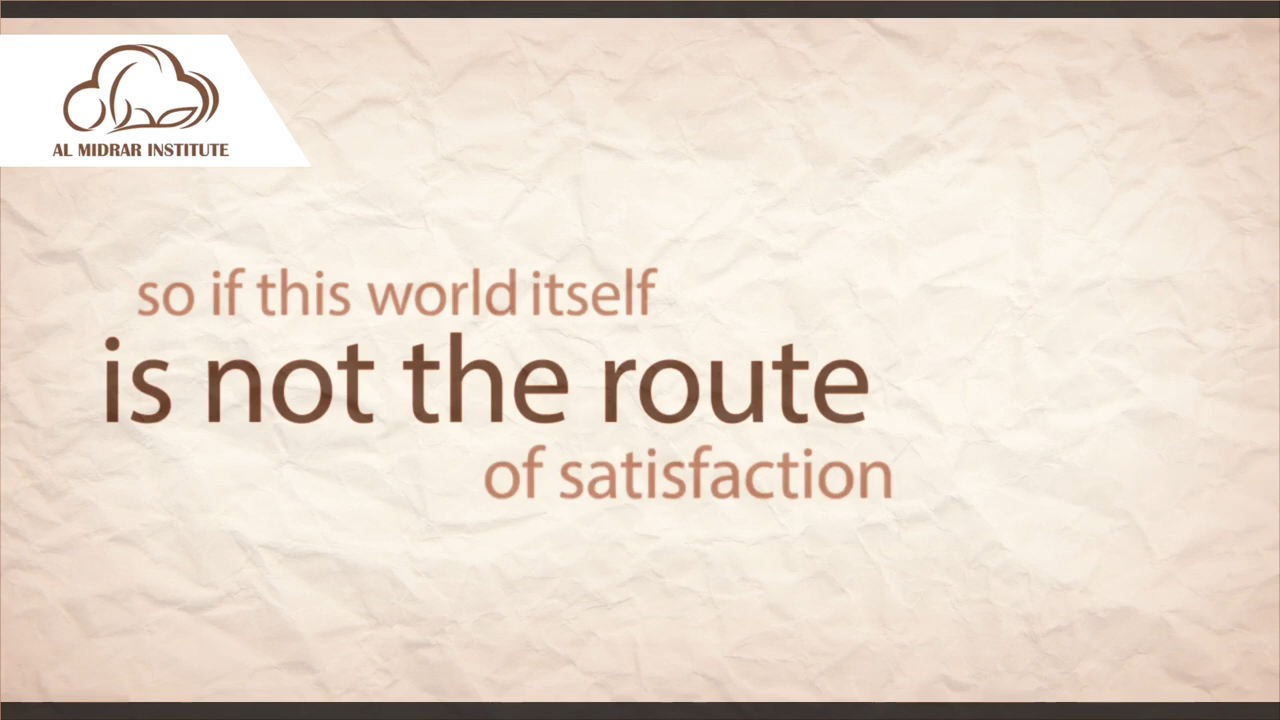 AL MIDRAR INSTITUTE
so if this world itself
is not the route
of satisfaction